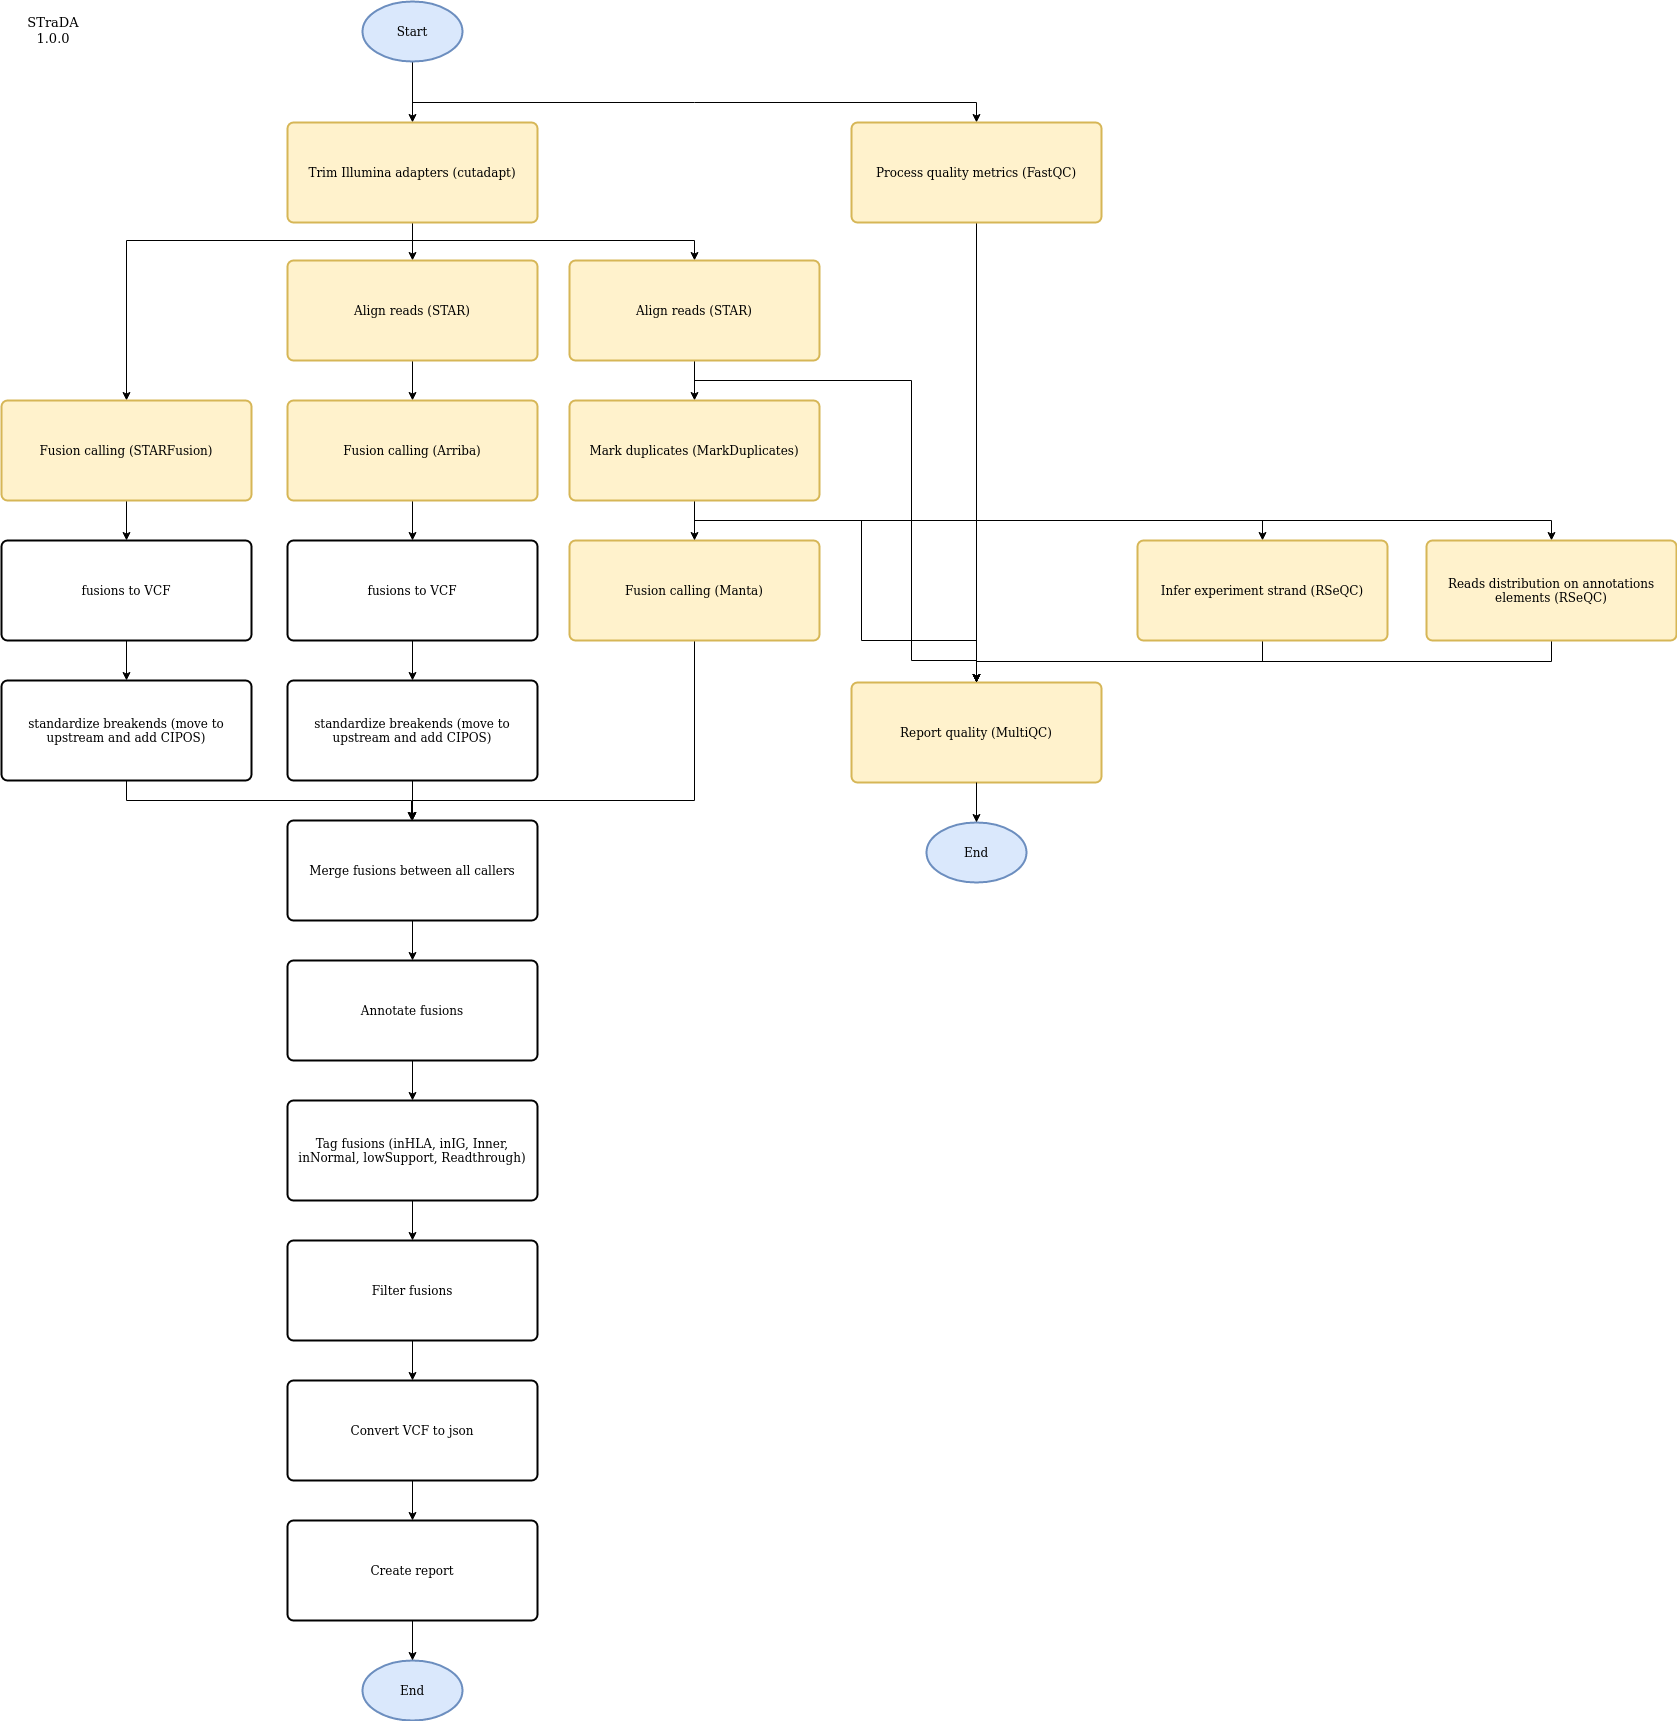 STraDA
1.0.0
Start
Trim Illumina adapters (cutadapt)
Process quality metrics (FastQC)
Align reads (STAR)
Align reads (STAR)
Fusion calling (STARFusion)
Fusion calling (Arriba)
Mark duplicates (MarkDuplicates)
fusions to VCF
fusions to VCF
Fusion calling (Manta)
Infer experiment strand (RSeQC)
Reads distribution on annotations
elements (RSeQC)
standardize breakends (move to
upstream and add CIPOS)
standardize breakends (move to
upstream and add CIPOS)
Report quality (MultiQC)
End
Merge fusions between all callers
Annotate fusions
Tag fusions (inHLA, inIG, Inner,
inNormal, lowSupport, Readthrough)
Filter fusions
Convert VCF to json
Create report
End